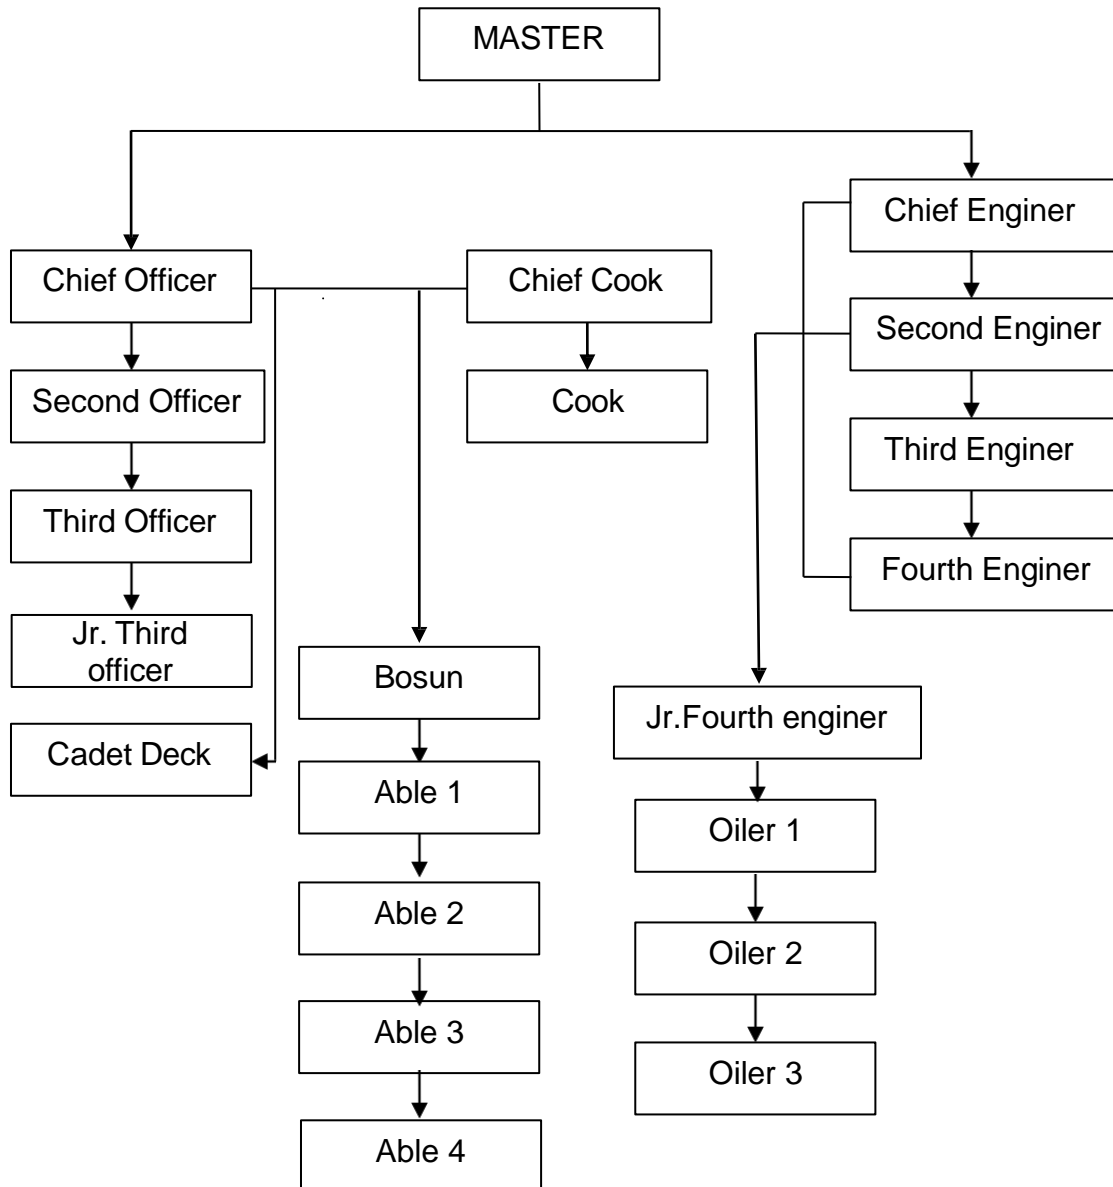 MASTER
Chief Enginer
Chief Officer
Chief Cook
Second Enginer
Second Officer
Cook
Third Enginer
Third Officer
Fourth Enginer
Jr. Third
officer
Bosun
Jr.Fourth enginer
Cadet Deck
Able 1
Oiler 1
Able 2
Oiler 2
Able 3
Oiler 3
Able 4